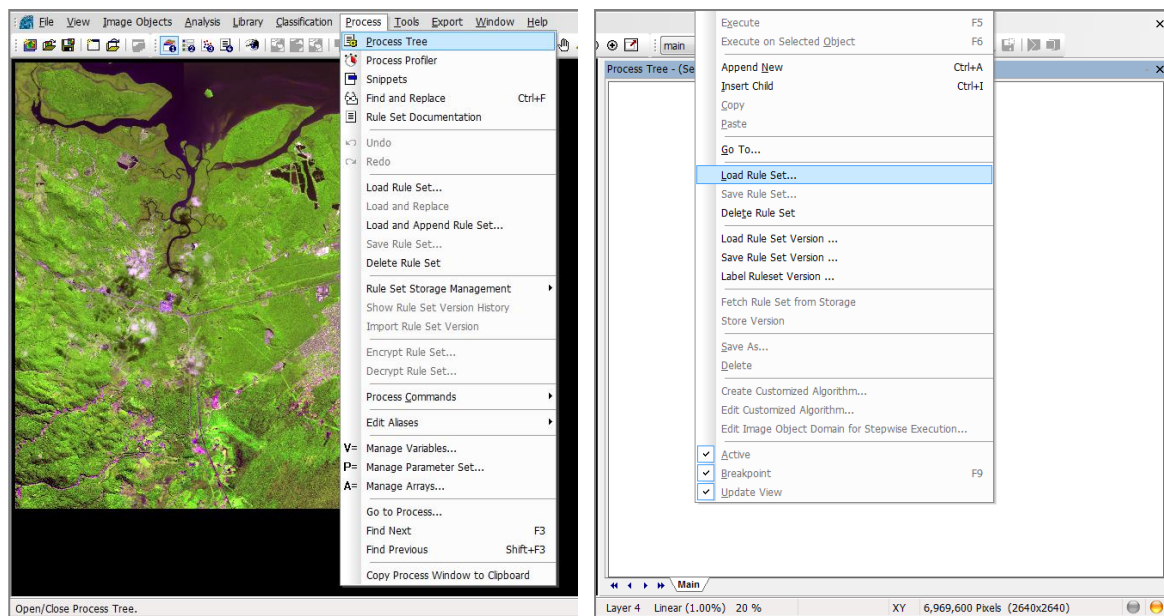 File View Image Objects Analysis Library Classification Process Tools Export Window Help
Process Tree
Process Profiler
Snippets
Find and Replace Ctrl+F
Rule Set Documentation
Undo
Redo
Load Rule Set...
Load and Replace
Load and Append Rule Set...
Save Rule Set...
Delete Rule Set
Rule Set Storage Management
Show Rule Set Version History
Import Rule Set Version
Encrypt Rule Set...
Decrypt Rule Set...
Process Commands
Edit Aliases
V= Manage Variables...
P= Manage Parameter Set...
A= Manage Arrays...
Go to Process...
Find Next F3
Find Previous Shift+F3
Copy Process Window to Clipboard
Open/Close Process Tree.
main
Process Tree - (Se
Execute F5
Execute on Selected Object F6
Append New Ctrl+A
Insert Child Ctrl+I
Copy
Paste
Go To...
Load Rule Set...
Save Rule Set...
Delete Rule Set
Load Rule Set Version ...
Save Rule Set Version ...
Label Ruleset Version ...
Fetch Rule Set from Storage
Store Version
Save As...
Delete
Create Customized Algorithm...
Edit Customized Algorithm...
Edit Image Object Domain for Stepwise Execution...
Active
Breakpoint F9
Update View
Main
Layer 4 Linear (1.00%) 20 % XY 6,969,600 Pixels (2640x2640)